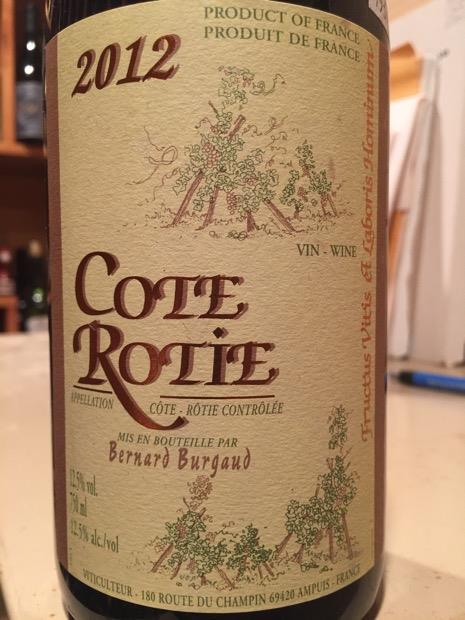 PRODUCT OF FRANCE
PRODUIT DE FRANCE
2012
VIN - WINE
Fructus Vitis et Laboris Hominum
COTE
ROTIE
APPELLATION CÔTE - RÔTIE CONTRÔLÉE
MIS EN BOUTEILLE PAR
Bernard Burgaud
12.5% vol.
750 ml
12.5% alc./vol
VITICULTEUR - 180 ROUTE DU CHAMPIN 69420 AMPUIS - FRANCE